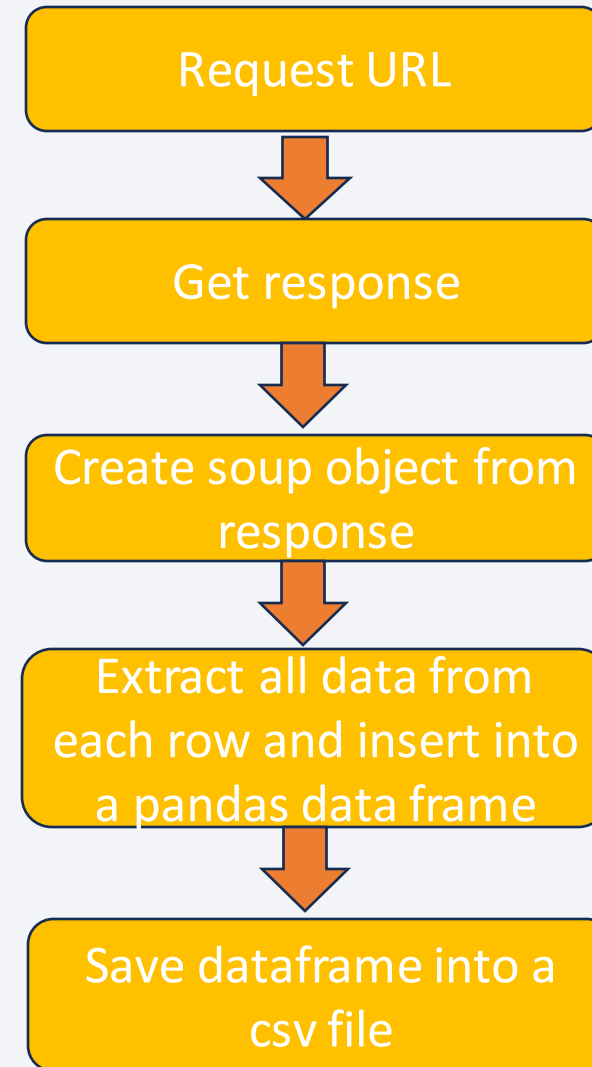 Request URL
Get response
Create soup object from
response
Extract all data from
each row and insert into
a pandas data frame
Save dataframe into a
csv file